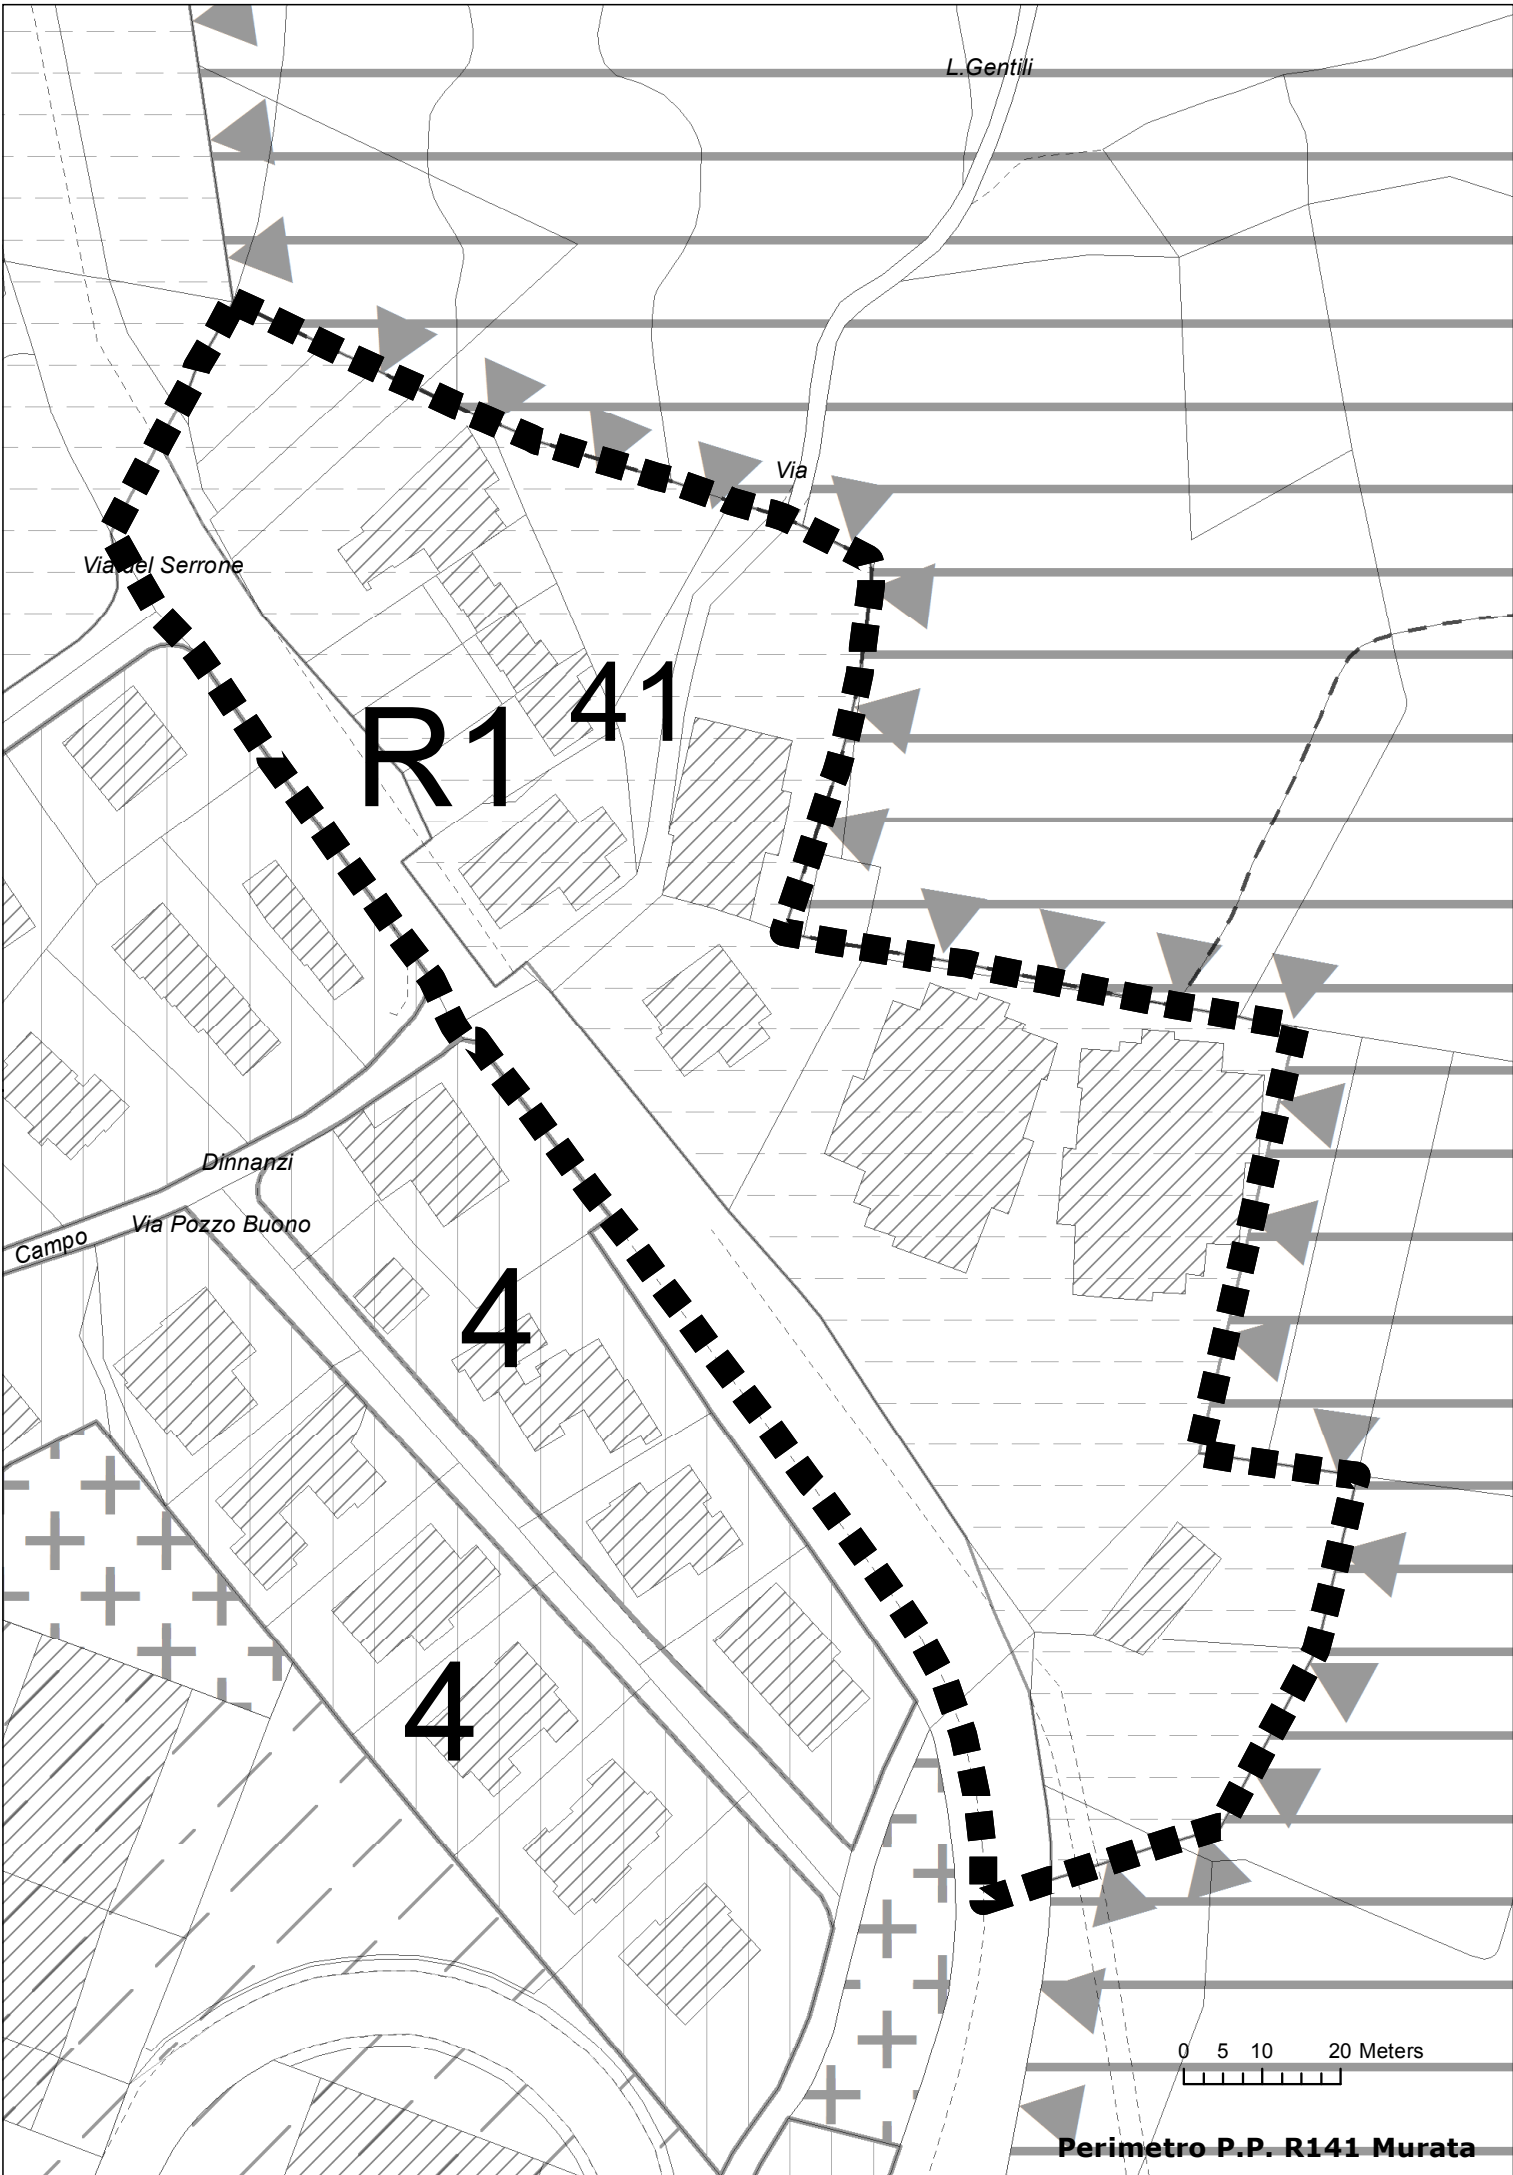 L.Gentili
Via
Via del Serrone
41
R1
Dinnanzi
Via Pozzo Buono
Campo
4
4
0 5 10 20 Meters
Perimetro P.P. R141 Murata